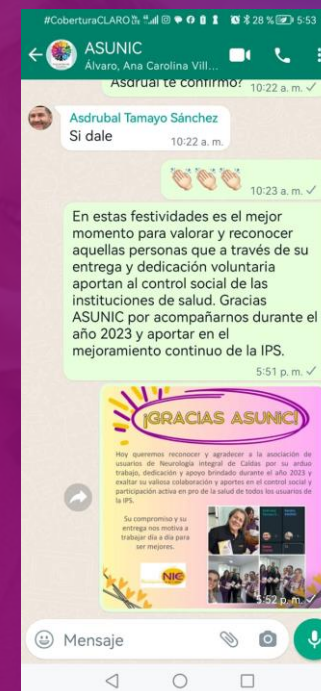 #CoberturaCLARO 28 % 5:53
ASUNIC
Álvaro, Ana Carolina Vill...
Asdrual te confirmo?
10:22 a. m.
Asdrubal Tamayo Sánchez
Si dale
10:22 a. m.
10:23 a. m.
En estas festividades es el mejor
momento para valorar y reconocer
aquellas personas que a través de su
entrega y dedicación voluntaria
aportan al control social de las
instituciones de salud. Gracias
ASUNIC por acompañarnos durante el
año 2023 y aportar en el
mejoramiento continuo de la IPS.
5:51 p. m.
¡GRACIAS ASUNIC!
Hoy queremos reconocer y agradecer a la asociación de
usuarios de Neurología integral de Caldas por su arduo
trabajo, dedicación y apoyo brindado durante el año 2023 y
exaltar su valiosa colaboración y aportes en el control social y
participación activa en pro de la salud de todos los usuarios de
la IPS.
Su compromiso y su
entrega nos motiva a
trabajar día a día para
ser mejores.
NIC
5:52 p. m.
Mensaje